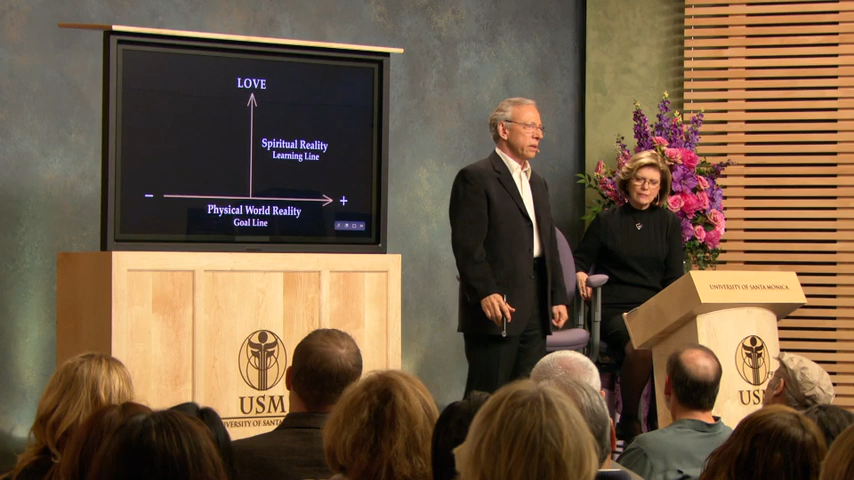 LOVE
Spiritual Reality
Learning Line
− +
Physical World Reality
Goal Line
UNIVERSITY OF SANTA MONICA
USM
UNIVERSITY OF SANTA
USM